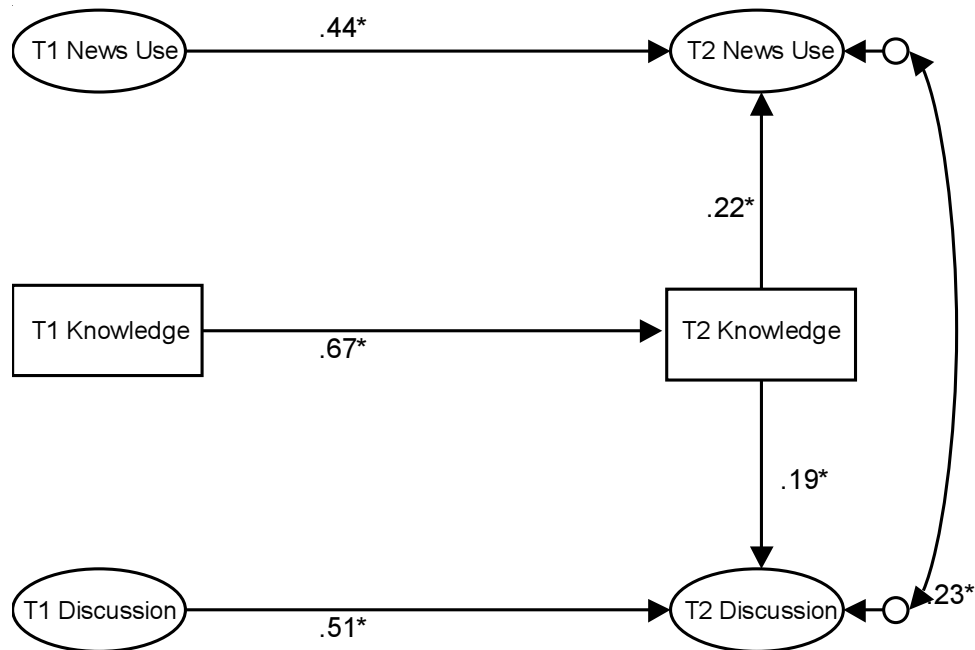 .44*
T1 News Use
T2 News Use
.22*
T1 Knowledge
T2 Knowledge
.67*
.19*
T1 Discussion
T2 Discussion
.23*
.51*